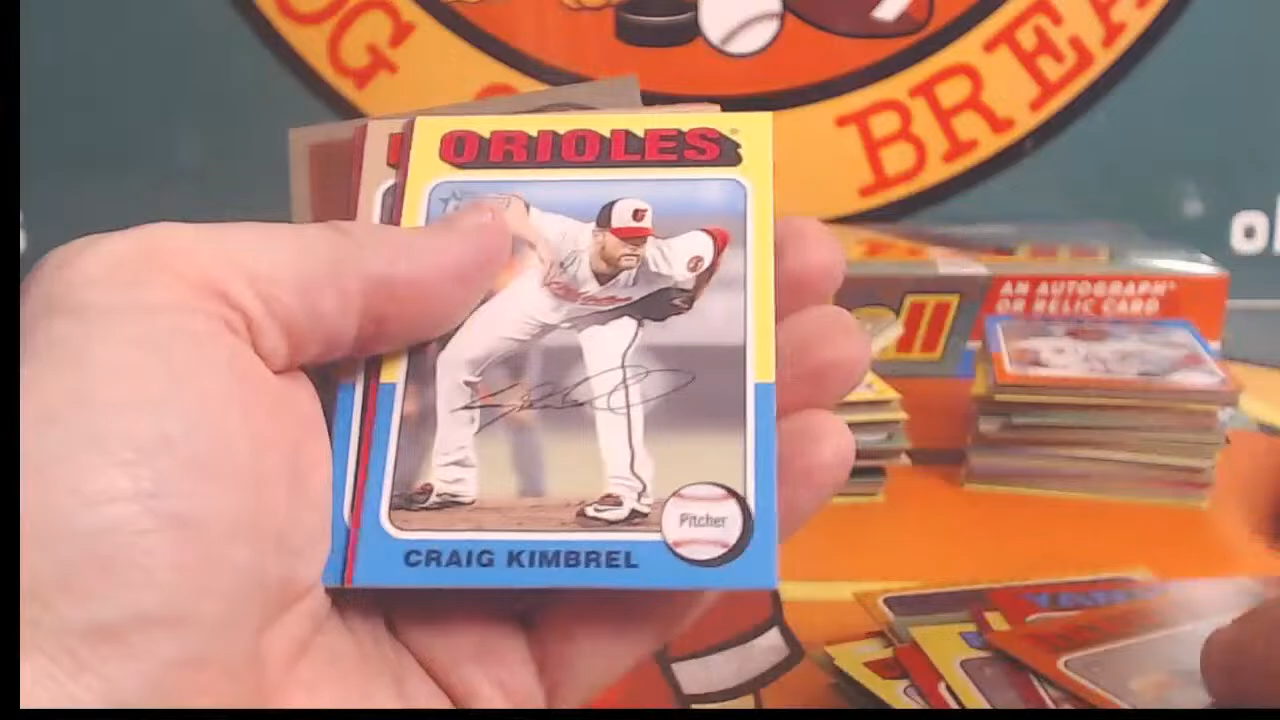 OG
BREA
ORIOLES
AN AUTOGRAPH
OR RELIC CARD
Pitcher
CRAIG KIMBREL